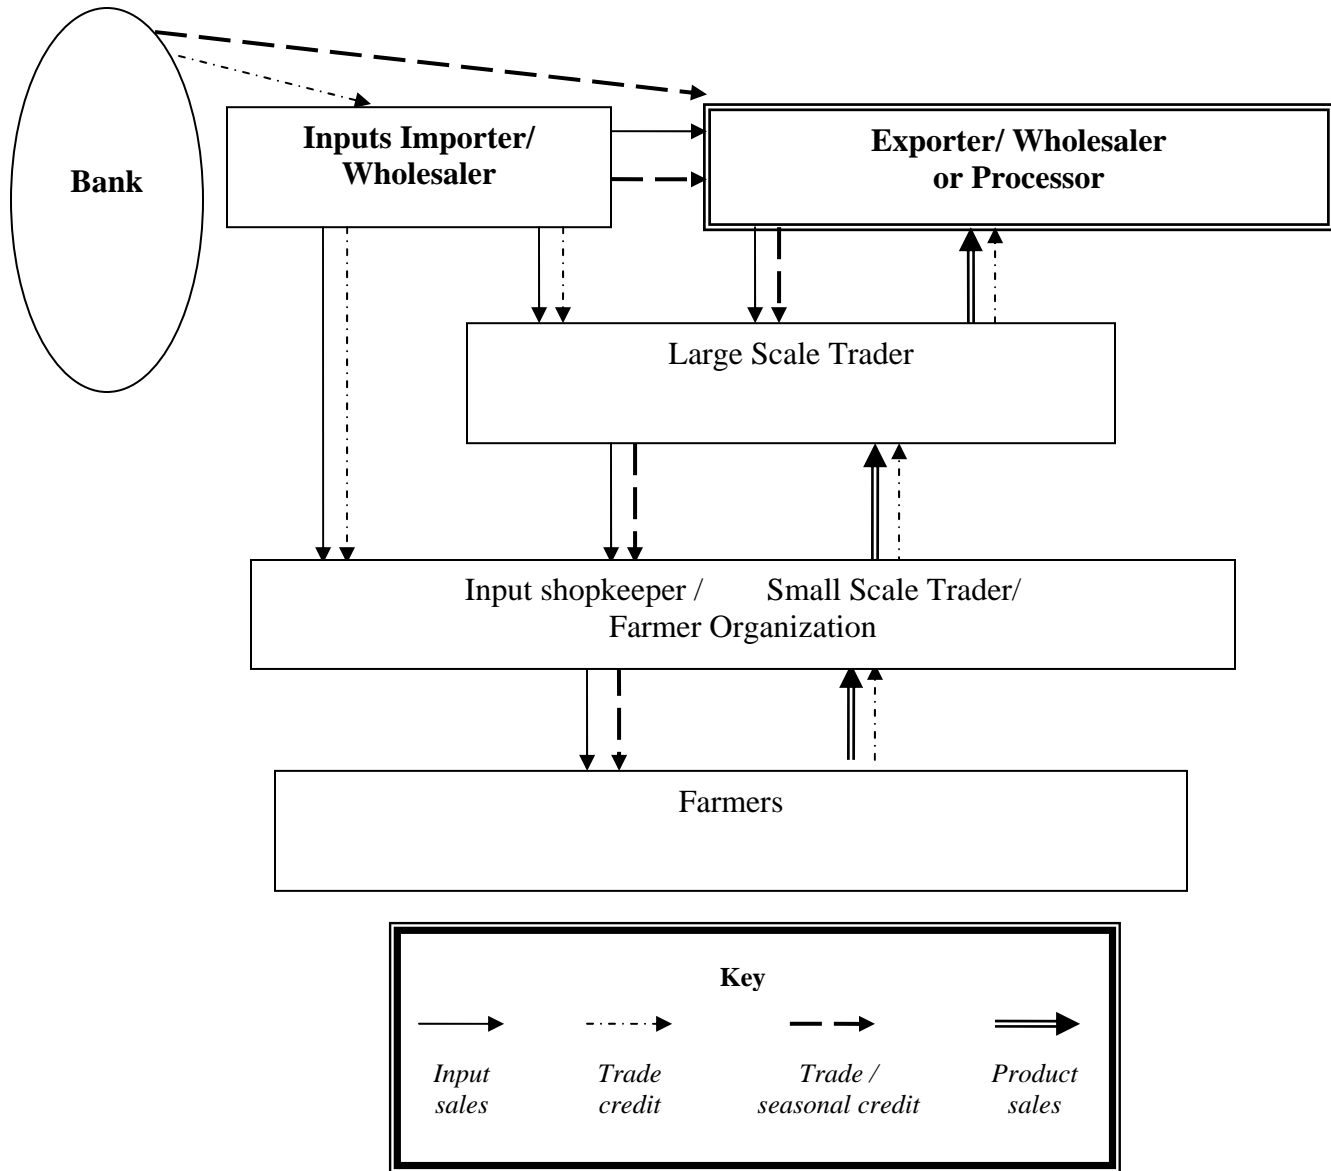 Bank
Inputs Importer/
Wholesaler
Exporter/ Wholesaler
or Processor
Large Scale Trader
Input shopkeeper / Small Scale Trader/
Farmer Organization
Farmers
Key
Input
sales
Trade
credit
Trade /
seasonal credit
Product
sales